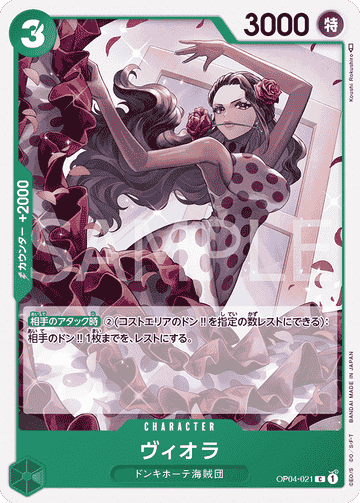 3
3000
特
Koushi Rokushiro
カウンター +2000
SAMPLE
相手のアタック時 ②(コストエリアのドン!!を指定の数レストにできる):
相手のドン!!1枚までを、レストにする。
CHARACTER
ヴィオラ
ドンキホーテ海賊団
OP04-021 C 1
©E.O/S. ©O./S.,F.,T BANDAI MADE IN JAPAN